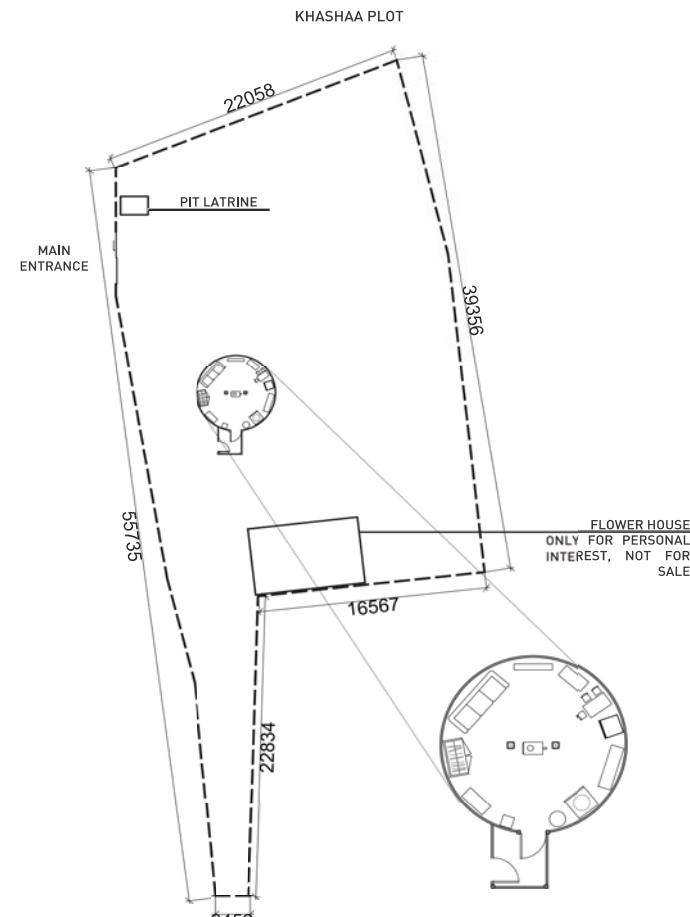 KHASHAA PLOT
22058
PIT LATRINE
MAIN
ENTRANCE
39356
55735
FLOWER HOUSE
ONLY FOR PERSONAL
INTEREST, NOT FOR
SALE
16567
22834